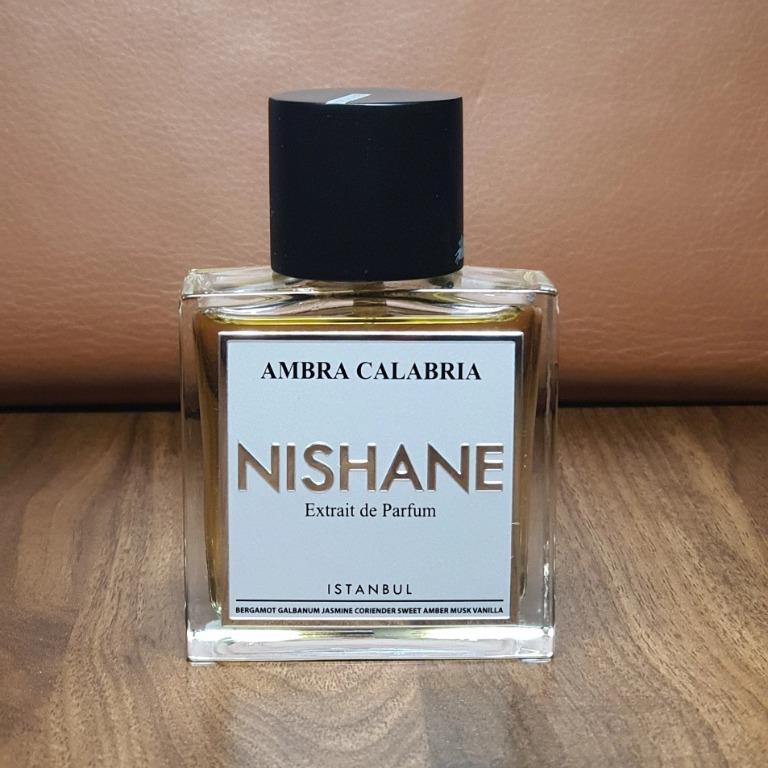 AMBRA CALABRIA
NISHANE
Extrait de Parfum
ISTANBUL
BERGAMOT GALBANUM JASMINE CORIENDER SWEET AMBER MUSK VANILLA